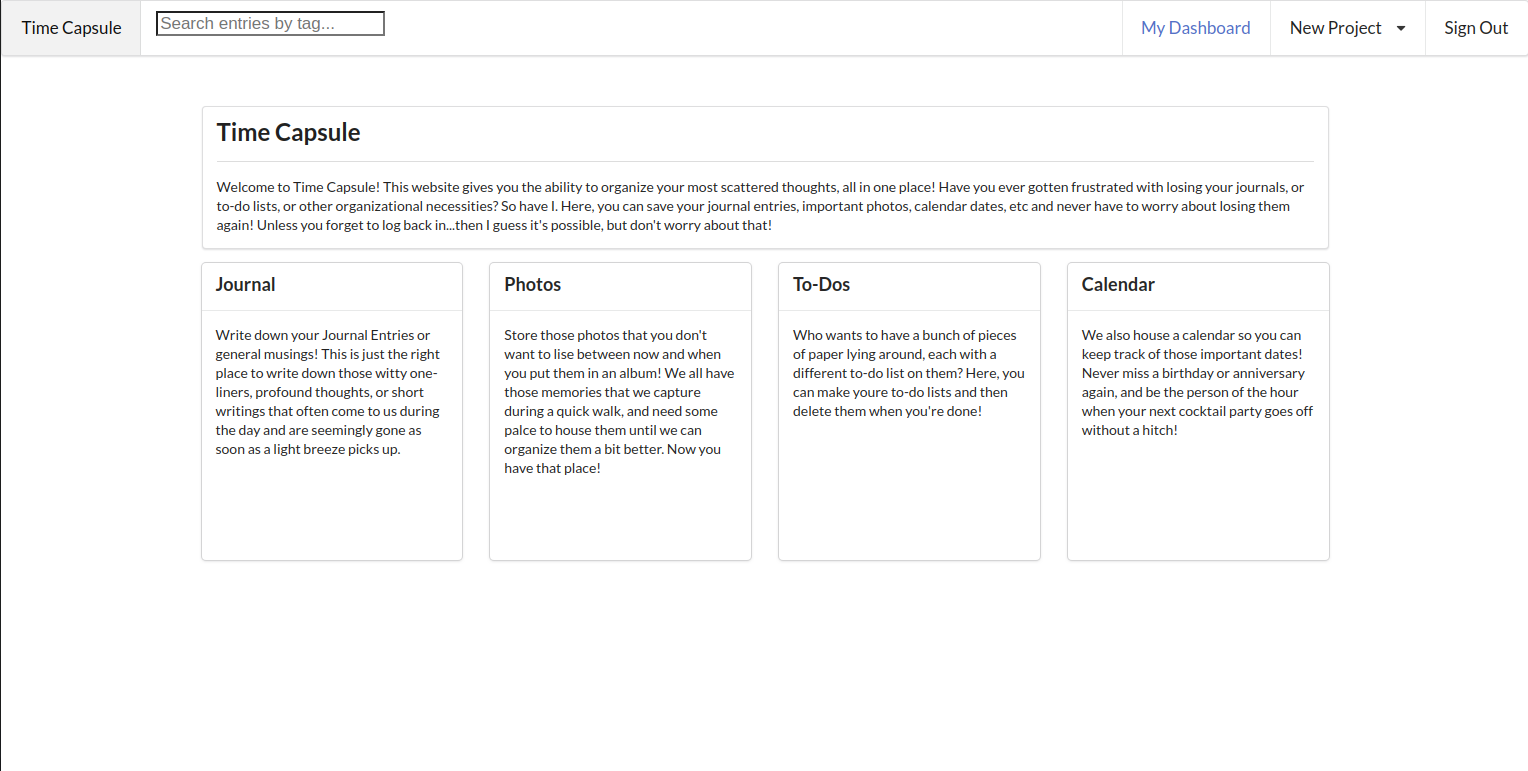 Time Capsule
Search entries by tag...
My Dashboard
New Project
Sign Out
Time Capsule
Welcome to Time Capsule! This website gives you the ability to organize your most scattered thoughts, all in one place! Have you ever gotten frustrated with losing your journals, or
to-do lists, or other organizational necessities? So have I. Here, you can save your journal entries, important photos, calendar dates, etc and never have to worry about losing them
again! Unless you forget to log back in...then I guess it's possible, but don't worry about that!
Journal
Write down your Journal Entries or
general musings! This is just the right
place to write down those witty one-
liners, profound thoughts, or short
writings that often come to us during
the day and are seemingly gone as
soon as a light breeze picks up.
Photos
Store those photos that you don't
want to lise between now and when
you put them in an album! We all have
those memories that we capture
during a quick walk, and need some
palce to house them until we can
organize them a bit better. Now you
have that place!
To-Dos
Who wants to have a bunch of pieces
of paper lying around, each with a
different to-do list on them? Here, you
can make youre to-do lists and then
delete them when you're done!
Calendar
We also house a calendar so you can
keep track of those important dates!
Never miss a birthday or anniversary
again, and be the person of the hour
when your next cocktail party goes off
without a hitch!